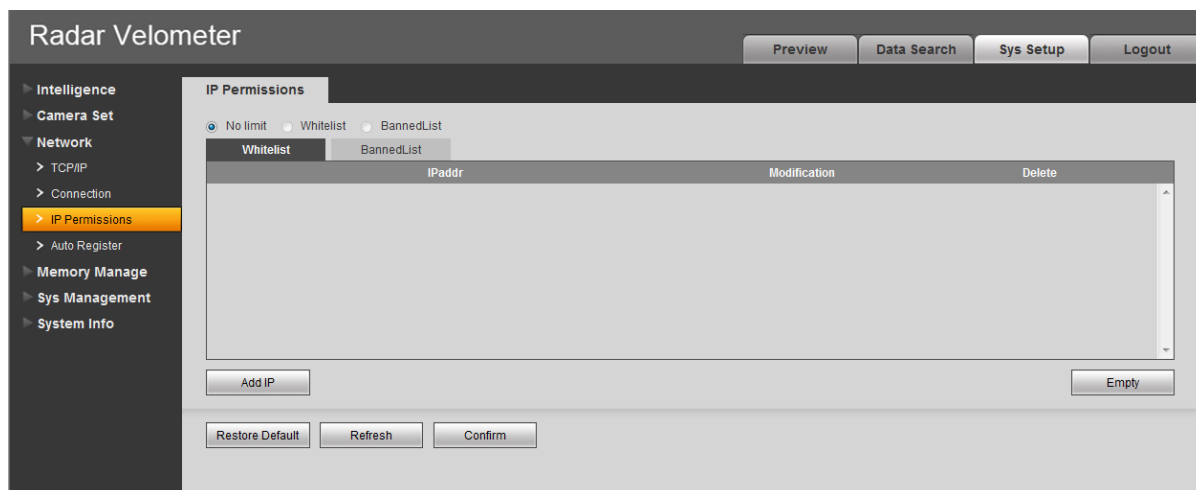 Radar Velometer
Preview Data Search Sys Setup Logout
Intelligence
Camera Set
Network
> TCP/IP
> Connection
> IP Permissions
> Auto Register
Memory Manage
Sys Management
System Info
IP Permissions
No limit Whitelist BannedList
Whitelist BannedList
IPaddr Modification Delete
Add IP Empty
Restore Default Refresh Confirm